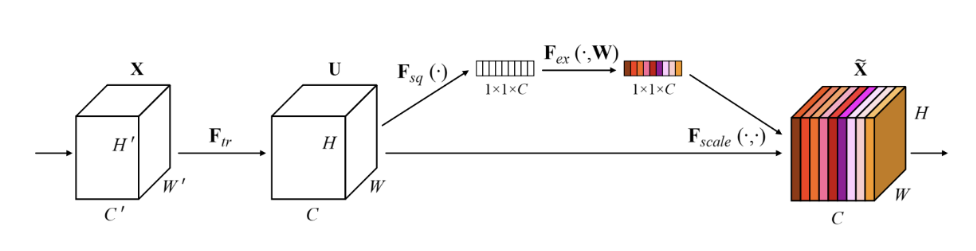 X
U
F_sq (·)
F_ex (·,W)
1×1×C
1×1×C
X̃
H′
W′
C′
F_tr
H
W
C
F_scale (·,·)
H
W
C